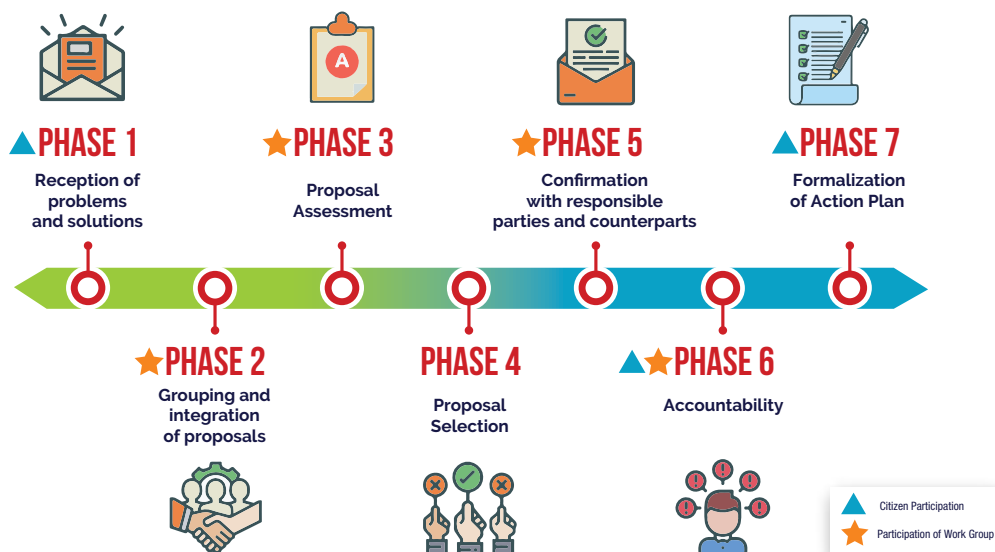 A
PHASE 1
Reception of
problems
and solutions
PHASE 3
Proposal
Assessment
PHASE 5
Confirmation
with responsible
parties and counterparts
PHASE 7
Formalization
of Action Plan
PHASE 2
Grouping and
integration
of proposals
PHASE 4
Proposal
Selection
PHASE 6
Accountability
Citizen Participation
Participation of Work Group